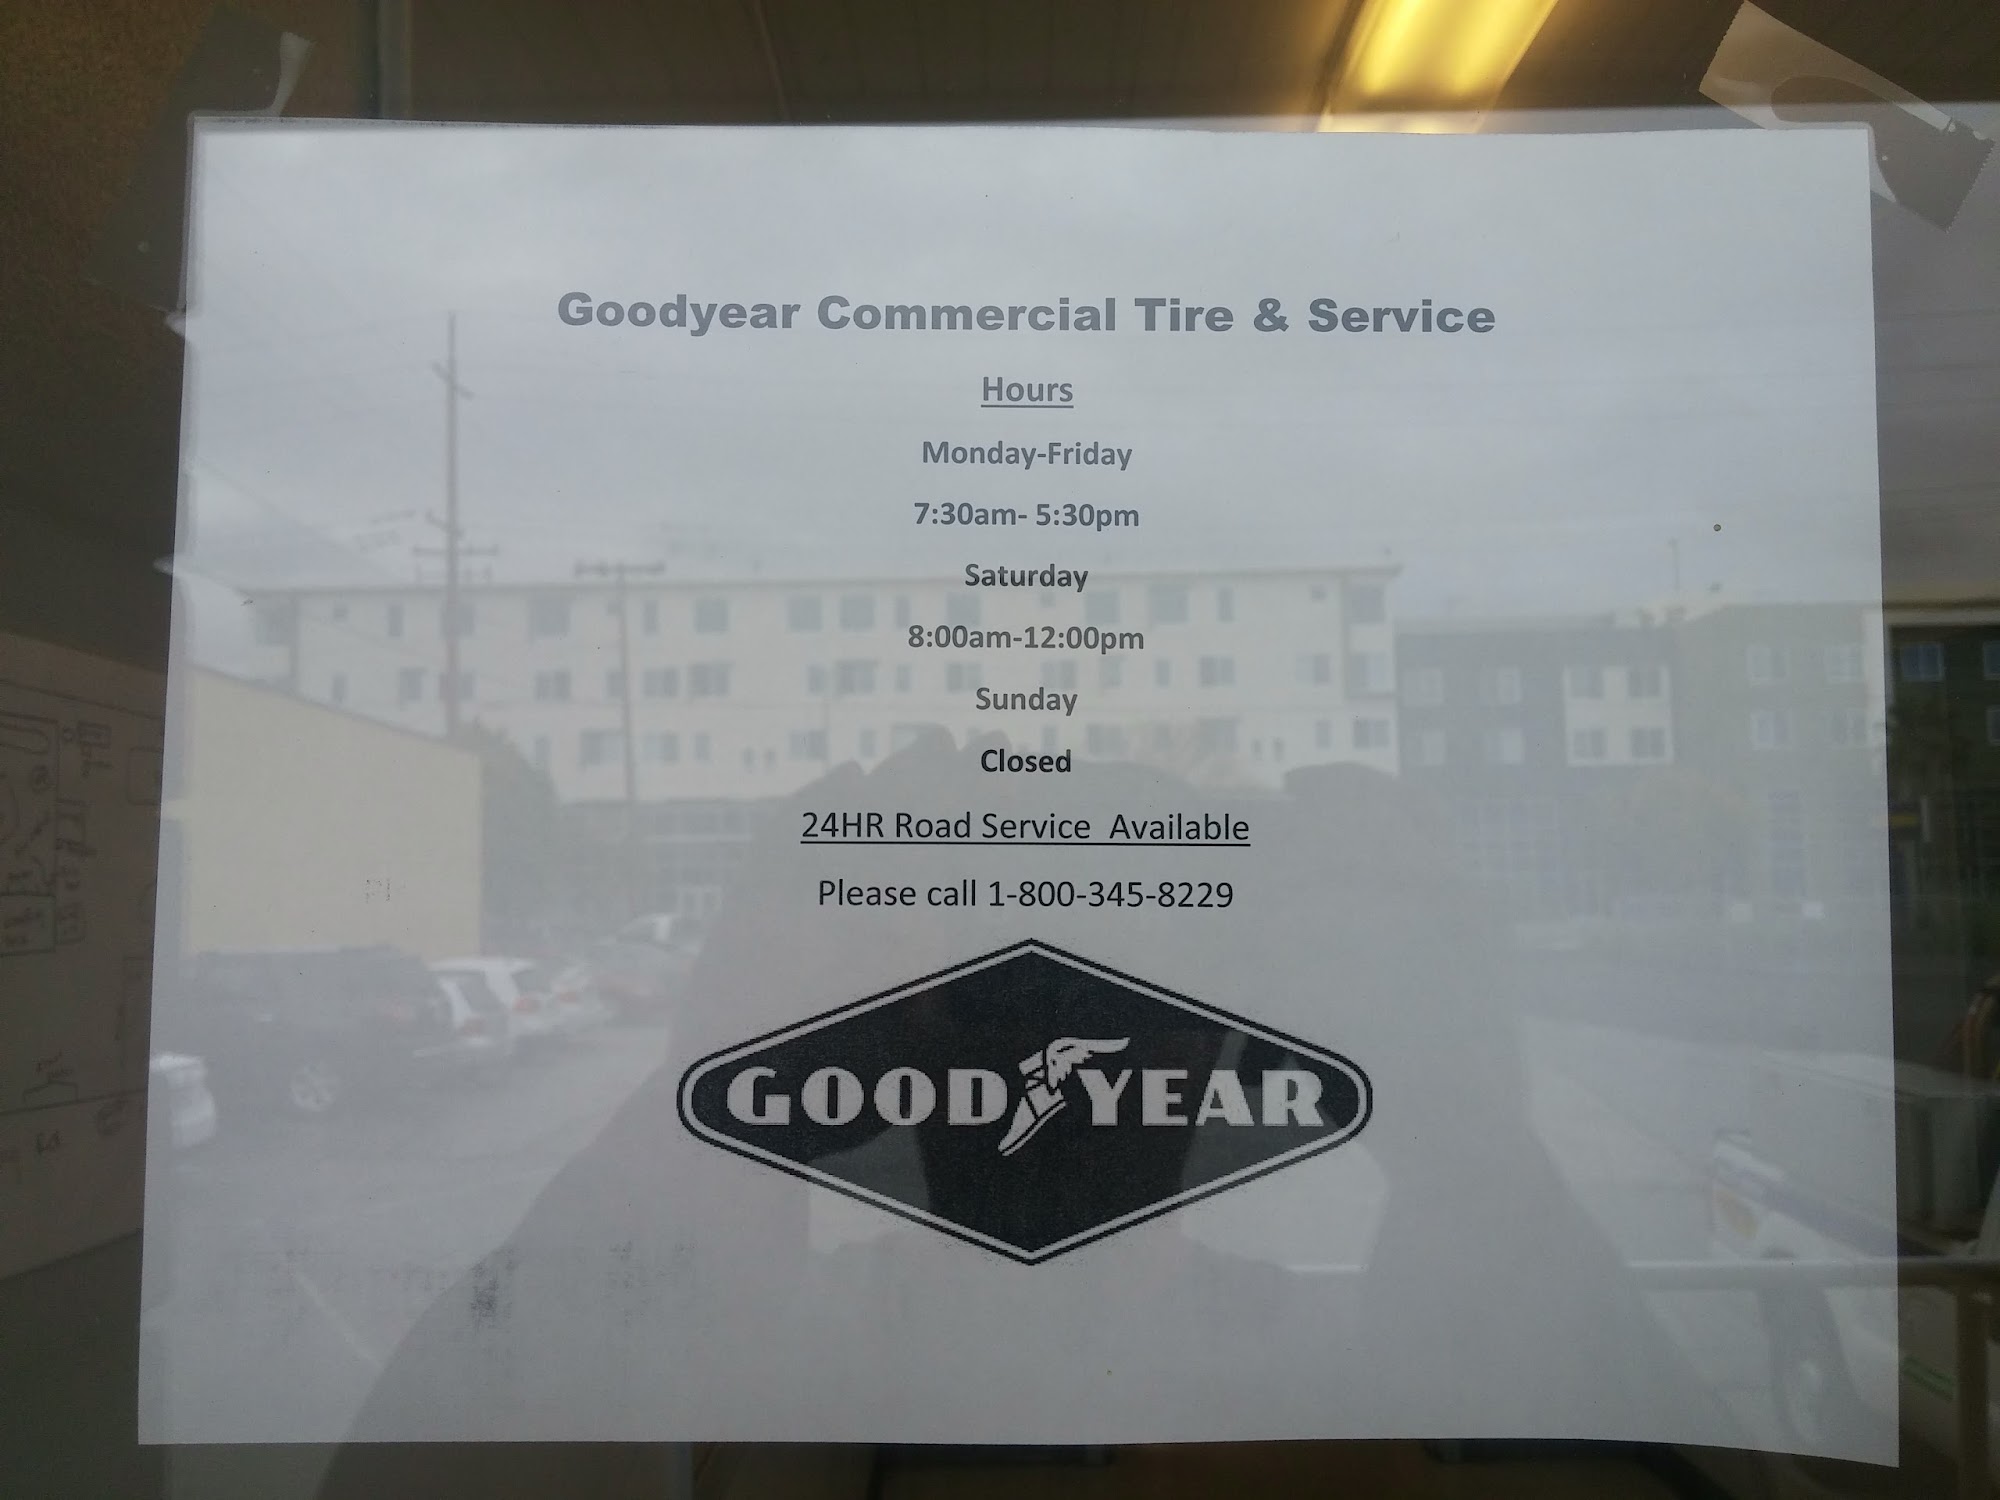 Goodyear Commercial Tire & Service
Hours
Monday-Friday
7:30am- 5:30pm
Saturday
8:00am-12:00pm
Sunday
Closed
24HR Road Service  Available
Please call 1-800-345-8229
GOODYEAR